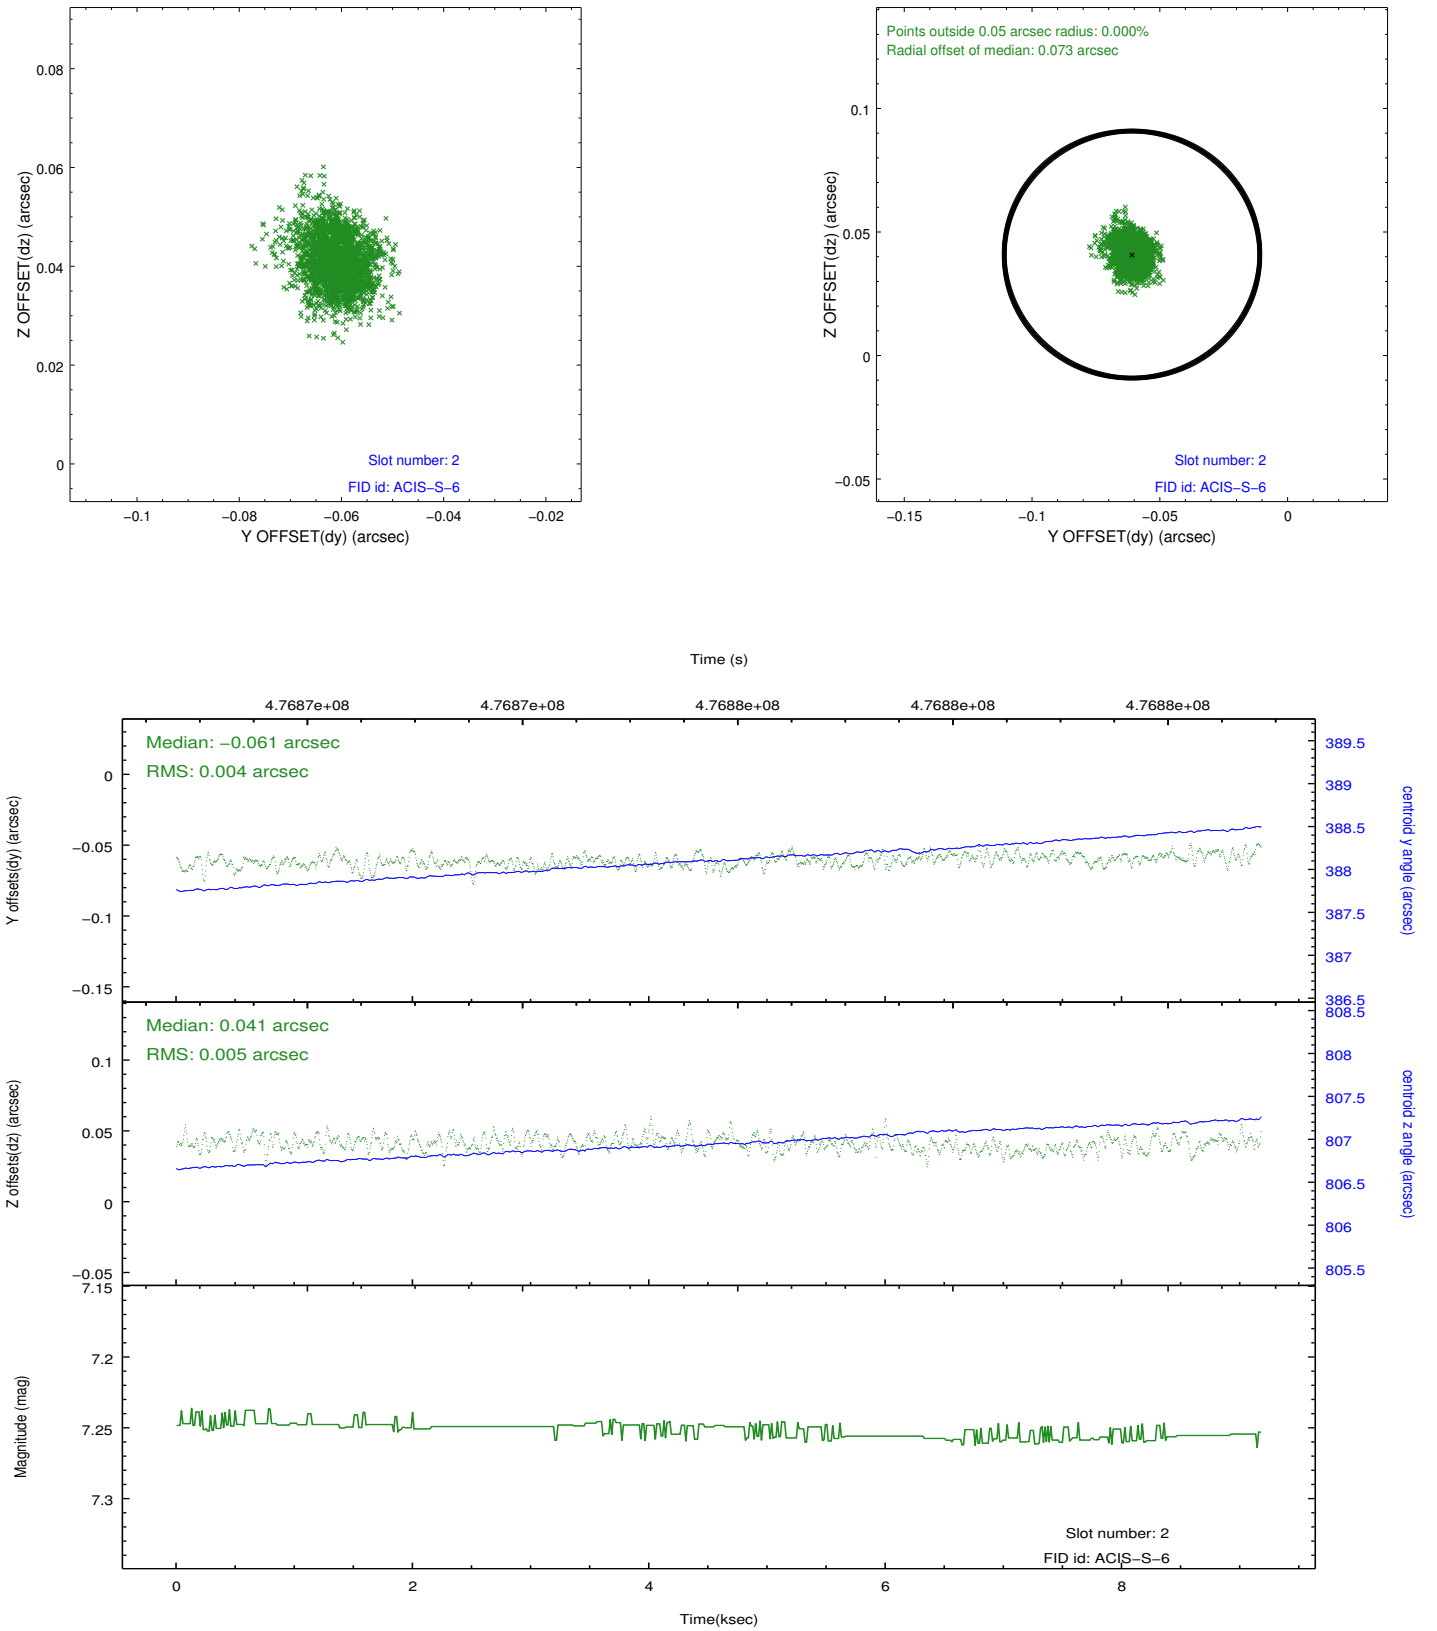 0.08
0.06
0.04
0.02
0
−0.1
−0.08
−0.06
−0.04
−0.02
Z OFFSET(dz) (arcsec)
Y OFFSET(dy) (arcsec)
Slot number: 2
FID id: ACIS−S−6
Points outside 0.05 arcsec radius: 0.000%
Radial offset of median: 0.073 arcsec
0.1
0.05
0
−0.05
−0.15
−0.1
−0.05
0
Z OFFSET(dz) (arcsec)
Y OFFSET(dy) (arcsec)
Slot number: 2
FID id: ACIS−S−6
Time (s)
4.7687e+08
4.7687e+08
4.7688e+08
4.7688e+08
4.7688e+08
Median: −0.061 arcsec
RMS: 0.004 arcsec
0
−0.05
−0.1
−0.15
Y offsets(dy) (arcsec)
389.5
389
388.5
388
387.5
387
386.5
centroid y angle (arcsec)
Median: 0.041 arcsec
RMS: 0.005 arcsec
0.1
0.05
0
−0.05
Z offsets(dz) (arcsec)
808.5
808
807.5
807
806.5
806
805.5
centroid z angle (arcsec)
7.15
7.2
7.25
7.3
Magnitude (mag)
Slot number: 2
FID id: ACIS−S−6
0
2
4
6
8
Time(ksec)